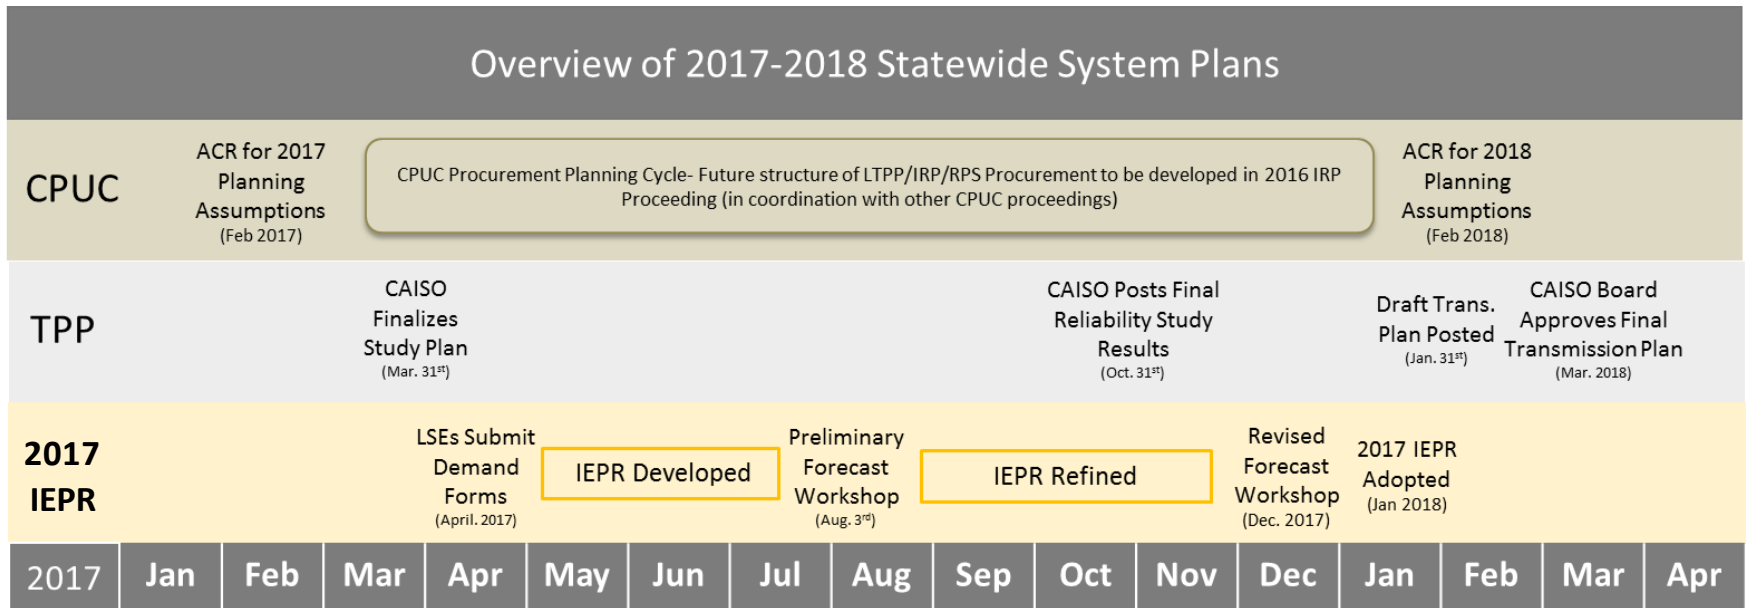 Overview of 2017-2018 Statewide System Plans
CPUC
ACR for 2017
Planning
Assumptions
(Feb 2017)
CPUC Procurement Planning Cycle- Future structure of LTPP/IRP/RPS Procurement to be developed in 2016 IRP
Proceeding (in coordination with other CPUC proceedings)
ACR for 2018
Planning
Assumptions
(Feb 2018)
TPP
CAISO
Finalizes
Study Plan
(Mar. 31st)
CAISO Posts Final
Reliability Study
Results
(Oct. 31st)
Draft Trans.
Plan Posted
(Jan. 31st)
CAISO Board
Approves Final
Transmission Plan
(Mar. 2018)
2017
IEPR
LSEs Submit
Demand
Forms
(April. 2017)
IEPR Developed
Preliminary
Forecast
Workshop
(Aug. 3rd)
IEPR Refined
Revised
Forecast
Workshop
(Dec. 2017)
2017 IEPR
Adopted
(Jan 2018)
2017 Jan Feb Mar Apr May Jun Jul Aug Sep Oct Nov Dec Jan Feb Mar Apr